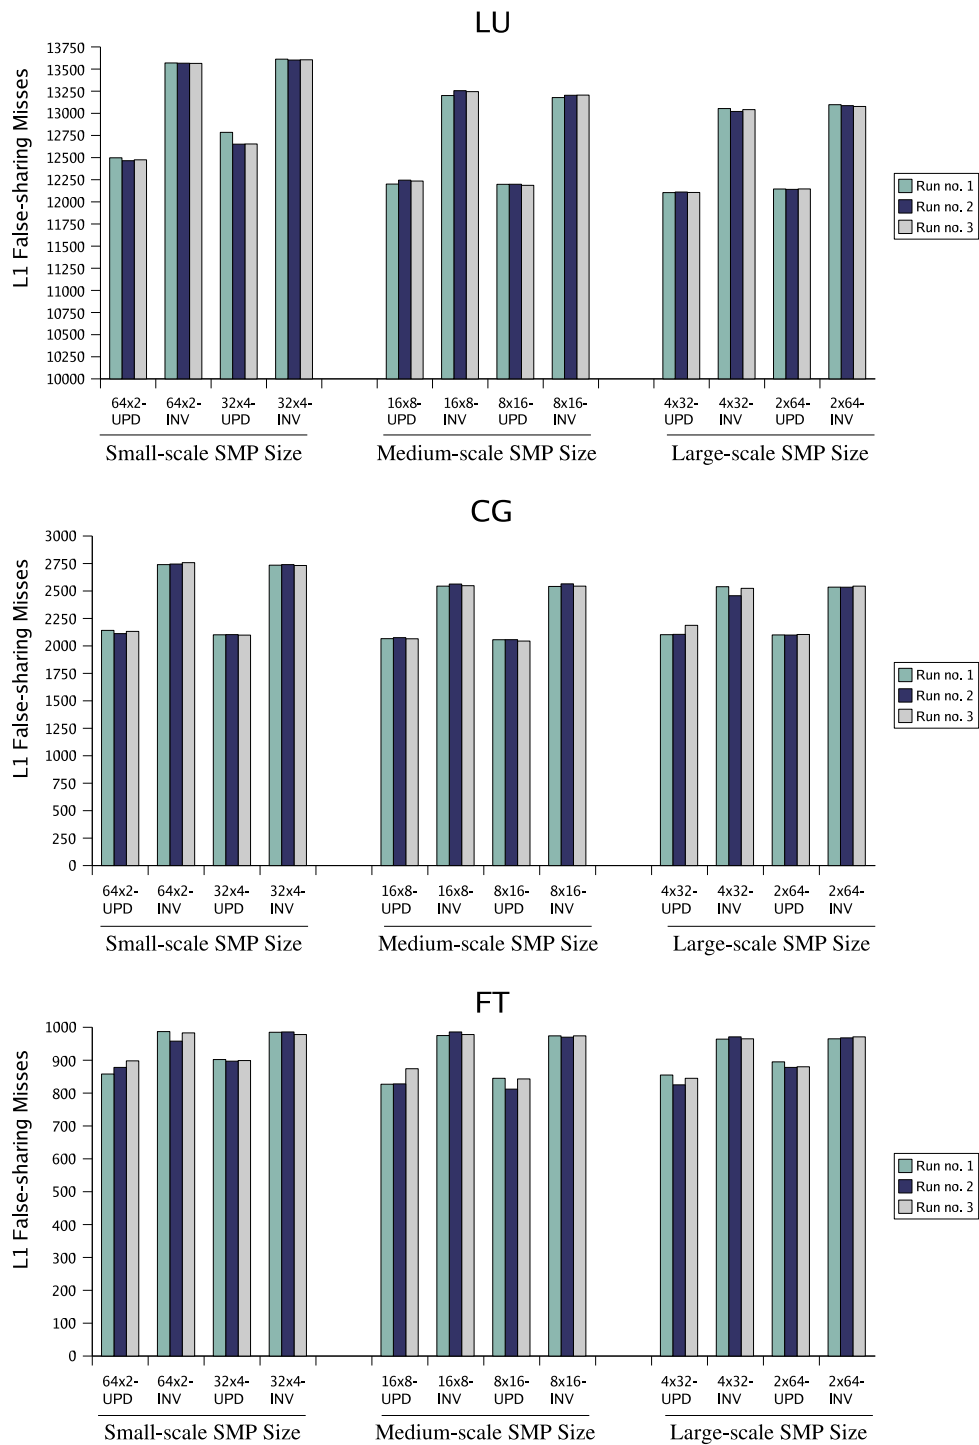 LU
L1 False-sharing Misses
13750
13500
13250
13000
12750
12500
12250
12000
11750
11500
11250
11000
10750
10500
10250
10000
64x2- 64x2- 32x4- 32x4- 16x8- 16x8- 8x16- 8x16- 4x32- 4x32- 2x64- 2x64-
UPD INV UPD INV UPD INV UPD INV UPD INV UPD INV
Small-scale SMP Size Medium-scale SMP Size Large-scale SMP Size
Run no. 1
Run no. 2
Run no. 3
CG
L1 False-sharing Misses
3000
2750
2500
2250
2000
1750
1500
1250
1000
750
500
250
0
64x2- 64x2- 32x4- 32x4- 16x8- 16x8- 8x16- 8x16- 4x32- 4x32- 2x64- 2x64-
UPD INV UPD INV UPD INV UPD INV UPD INV UPD INV
Small-scale SMP Size Medium-scale SMP Size Large-scale SMP Size
Run no. 1
Run no. 2
Run no. 3
FT
L1 False-sharing Misses
1000
900
800
700
600
500
400
300
200
100
0
64x2- 64x2- 32x4- 32x4- 16x8- 16x8- 8x16- 8x16- 4x32- 4x32- 2x64- 2x64-
UPD INV UPD INV UPD INV UPD INV UPD INV UPD INV
Small-scale SMP Size Medium-scale SMP Size Large-scale SMP Size
Run no. 1
Run no. 2
Run no. 3